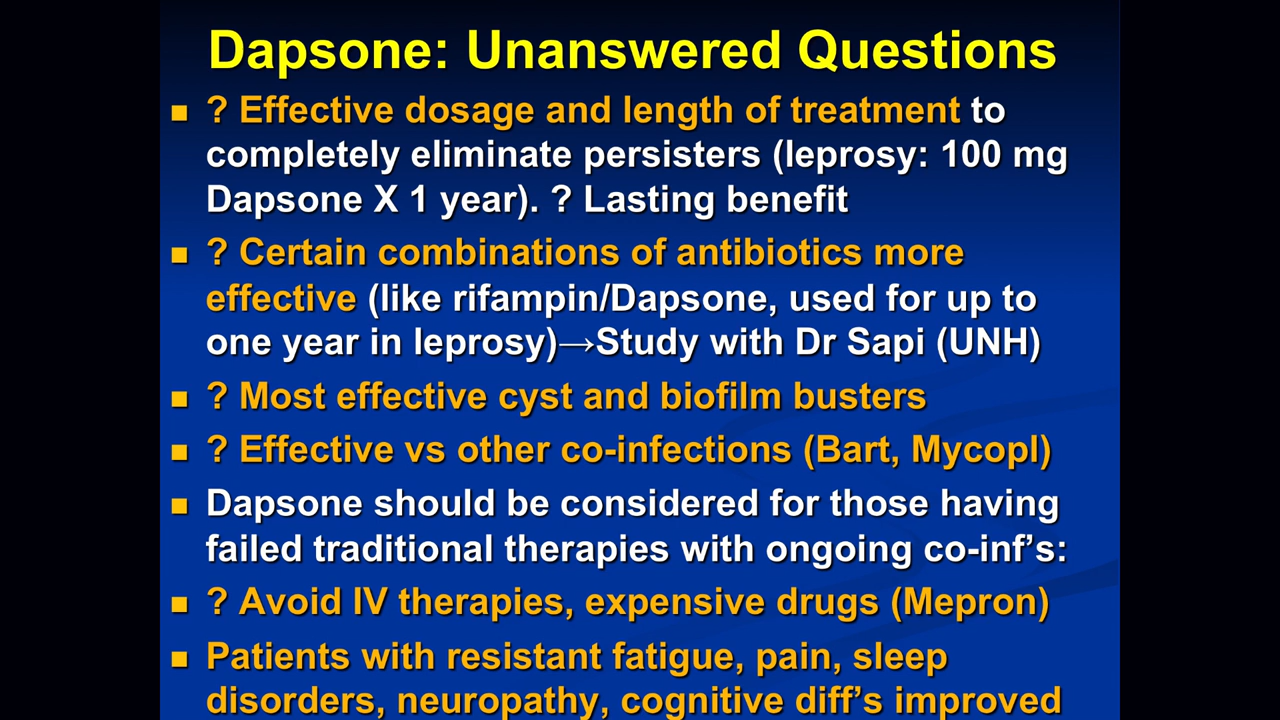 Dapsone: Unanswered Questions
? Effective dosage and length of treatment to
completely eliminate persisters (leprosy: 100 mg
Dapsone X 1 year). ? Lasting benefit
? Certain combinations of antibiotics more
effective (like rifampin/Dapsone, used for up to
one year in leprosy)→Study with Dr Sapi (UNH)
? Most effective cyst and biofilm busters
? Effective vs other co-infections (Bart, Mycopl)
Dapsone should be considered for those having
failed traditional therapies with ongoing co-inf’s:
? Avoid IV therapies, expensive drugs (Mepron)
Patients with resistant fatigue, pain, sleep
disorders, neuropathy, cognitive diff’s improved